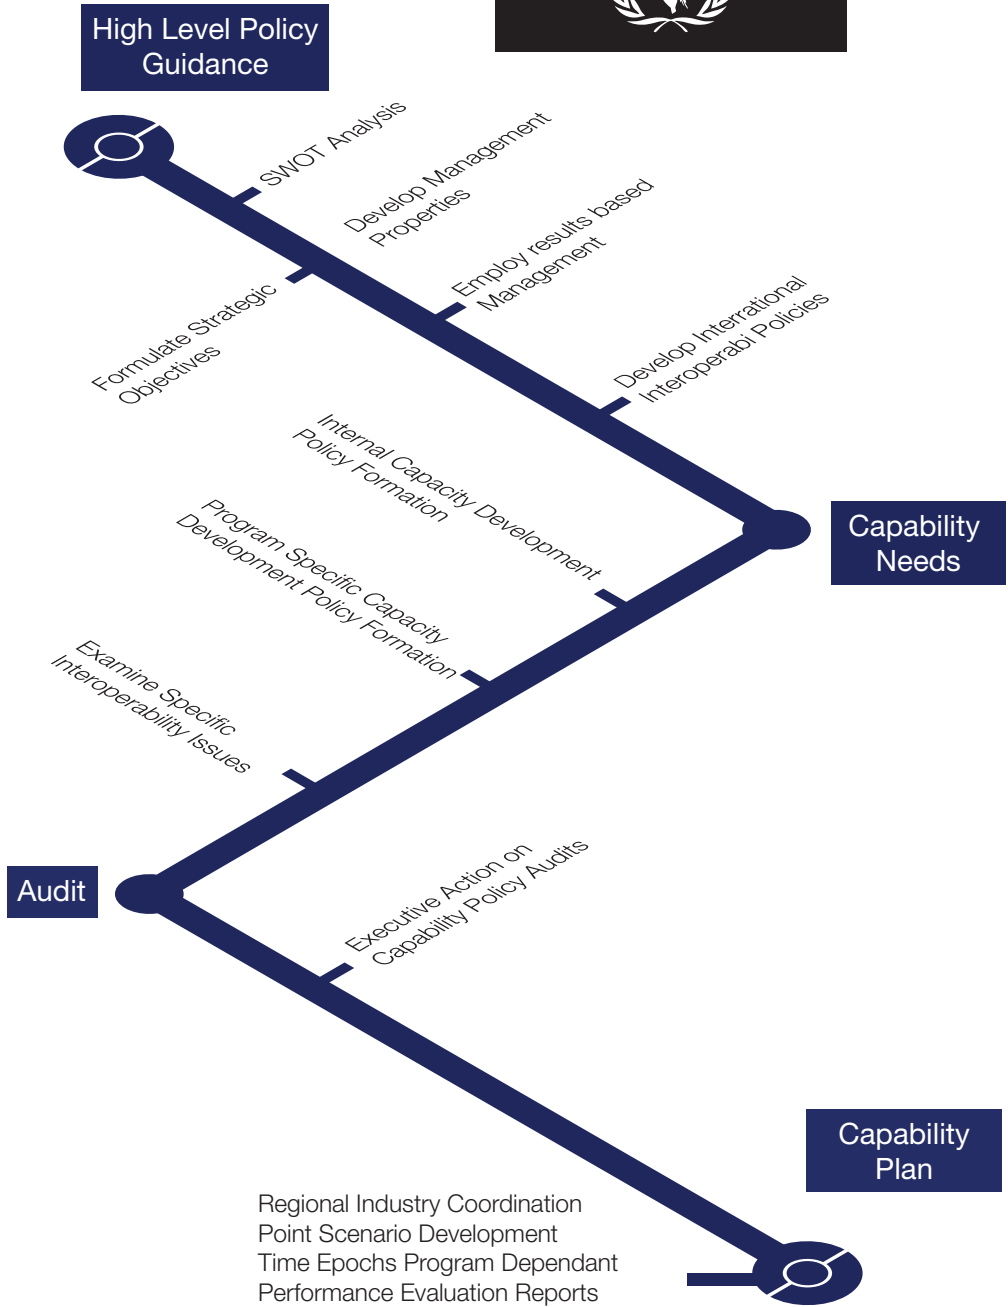 High Level Policy
Guidance
SWOT Analysis
Develop Management
Properties
Employ results based
Management
Formulate Strategic
Objectives
Develop Interrational
Interoperabi Policies
Internal Capacity Development
Policy Formation
Capability
Needs
Program Specific Capacity
Development Policy Formation
Examine Specific
Interoperability Issues
Audit
Executive Action on
Capability Policy Audits
Capability
Plan
Regional Industry Coordination
Point Scenario Development
Time Epochs Program Dependant
Performance Evaluation Reports